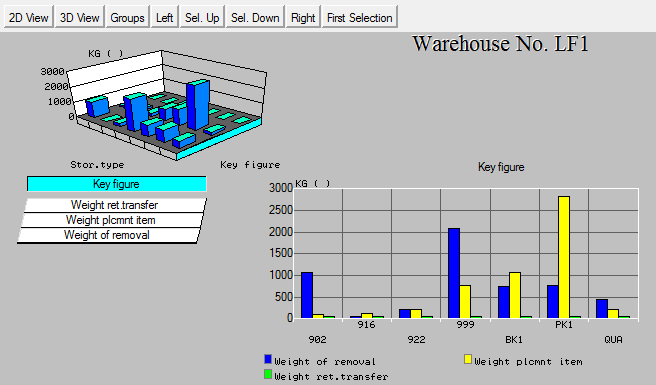 2D View 3D View Groups Left Sel. Up Sel. Down Right First Selection
Warehouse No. LF1
KG ( )
3000
2000
1000
0
Stor.type Key figure
Key figure
Weight ret.transfer
Weight plcmnt item
Weight of removal
Key figure
KG ( )
3000
2500
2000
1500
1000
500
0
916 999 PK1
902 922 BK1 QUA
Weight of removal Weight plcmnt item
Weight ret.transfer